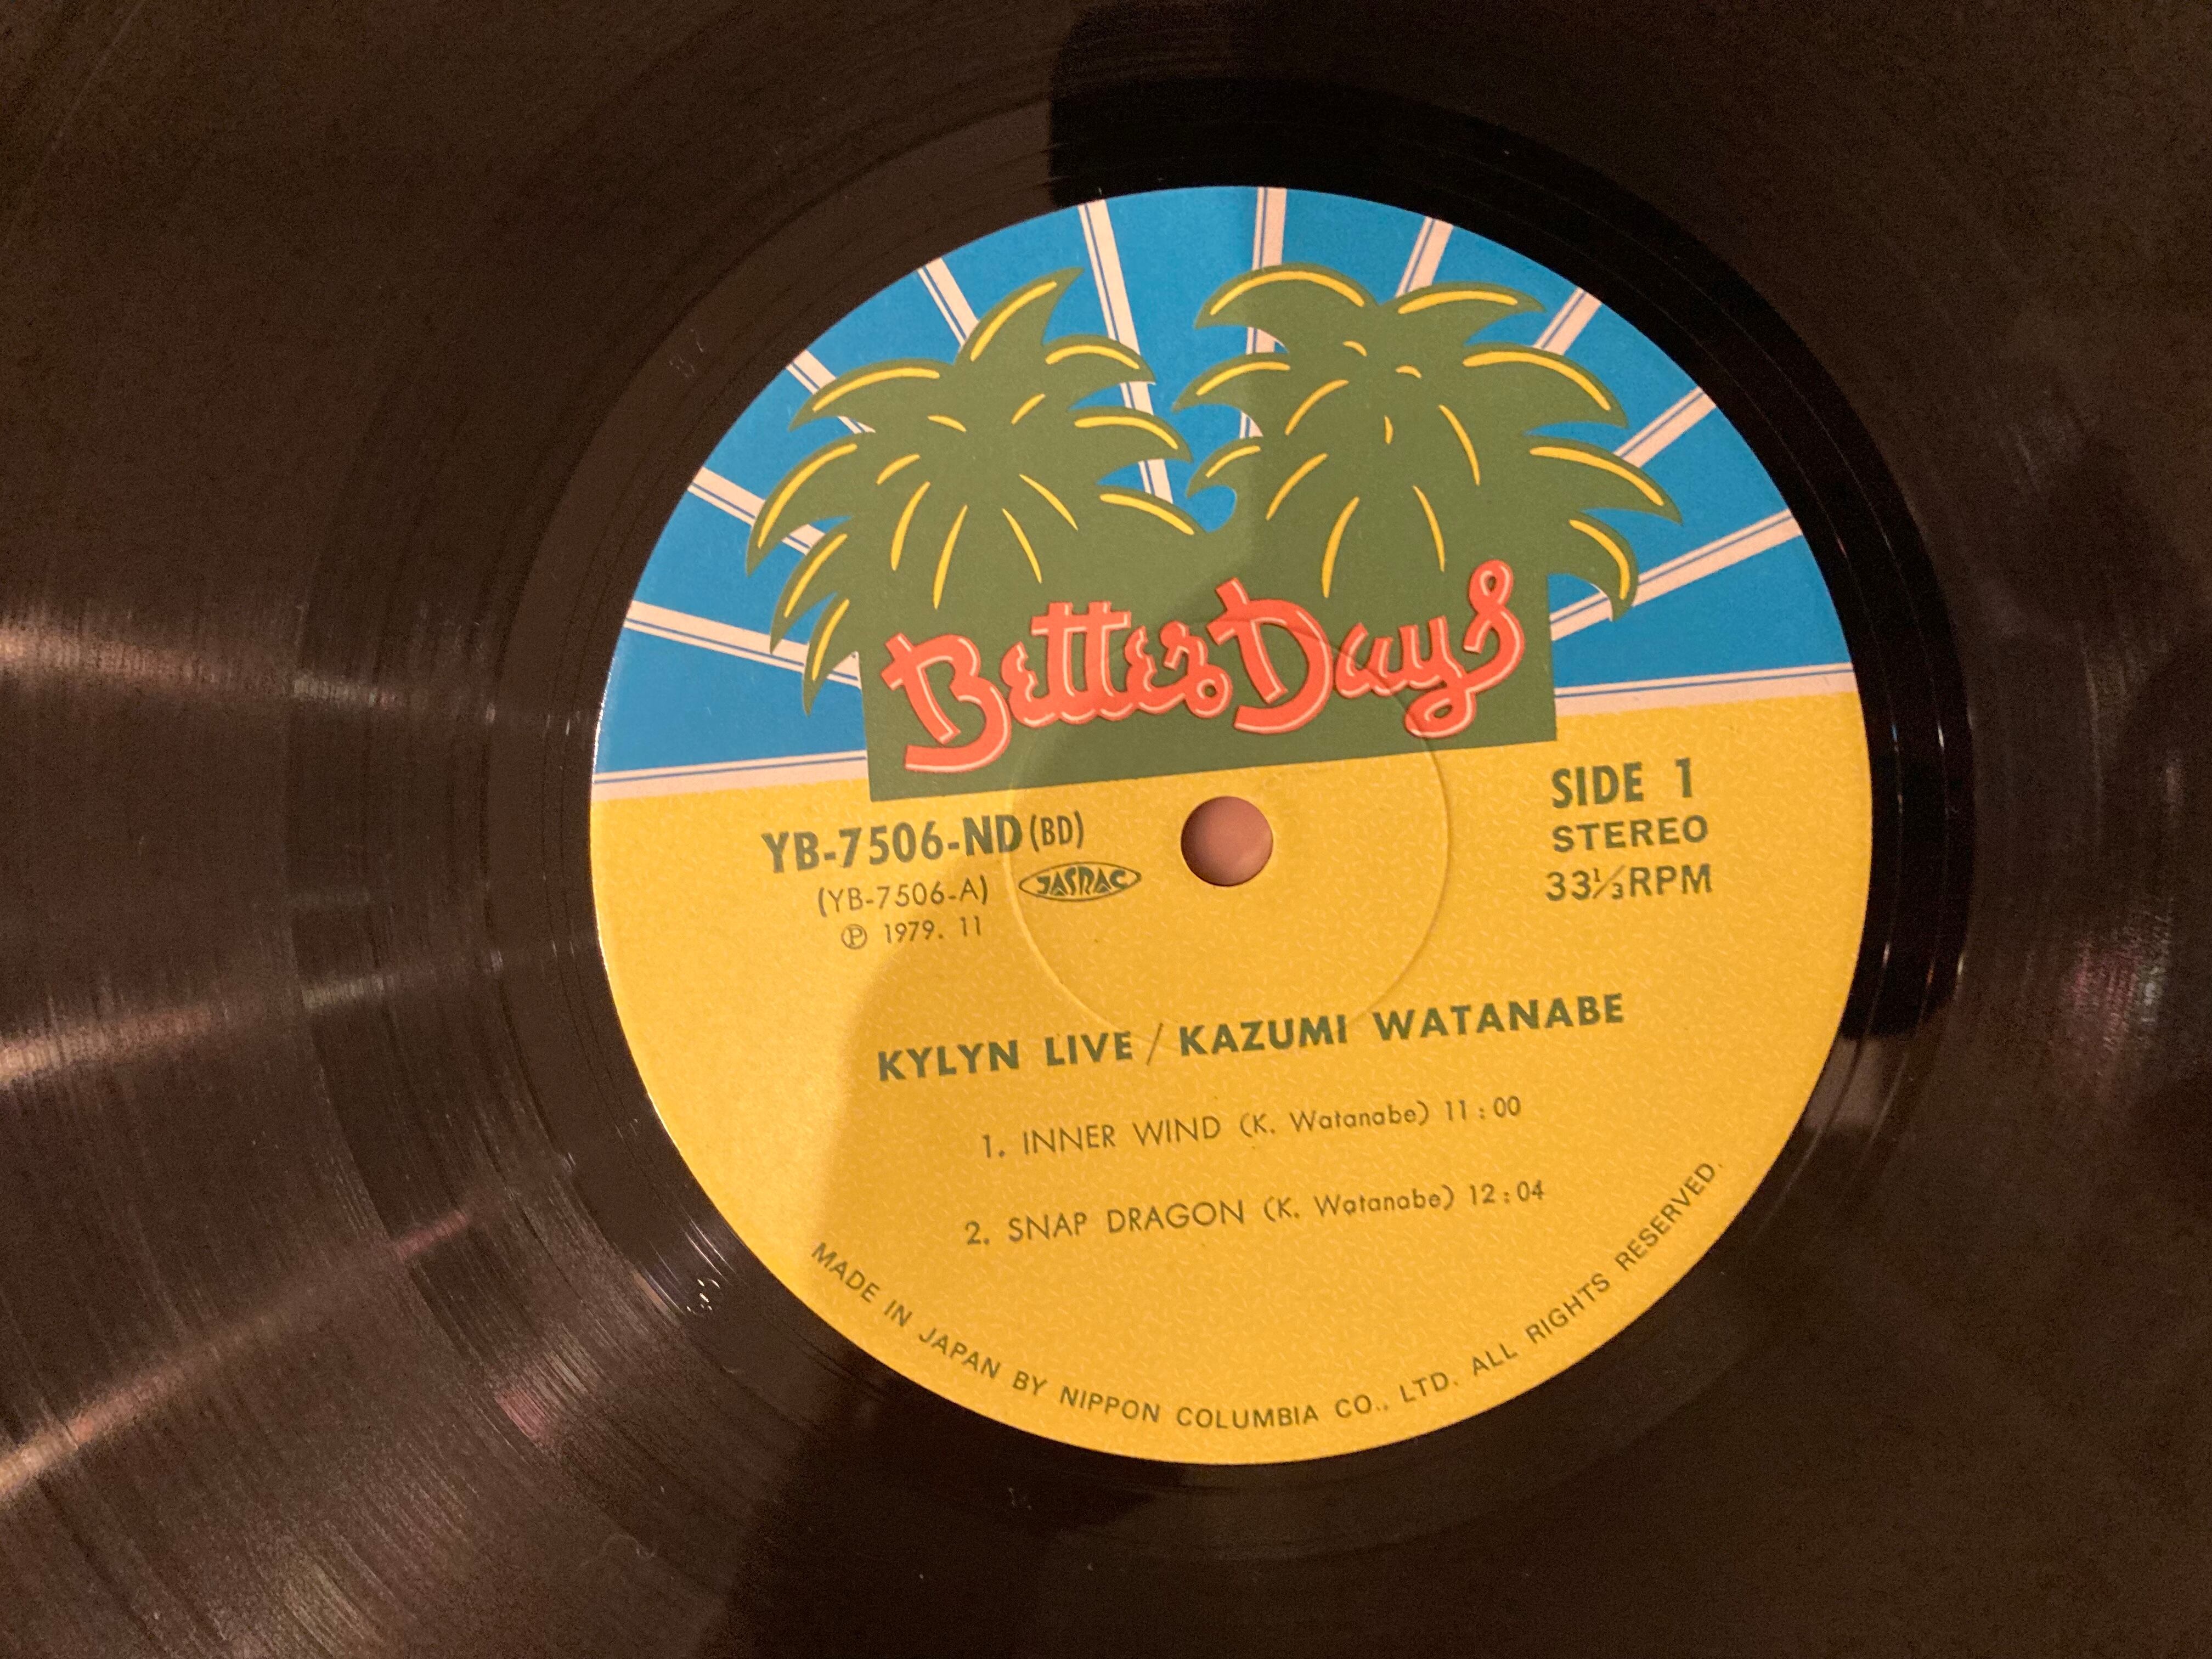 Better Days
YB-7506-ND (BD)
(YB-7506-A)
JASRAC
Ⓟ 1979. 11
SIDE 1
STEREO
33⅓RPM
KYLYN LIVE / KAZUMI WATANABE
1. INNER WIND (K. Watanabe) 11:00
2. SNAP DRAGON (K. Watanabe) 12:04
MADE IN JAPAN BY NIPPON COLUMBIA CO., LTD. ALL RIGHTS RESERVED.